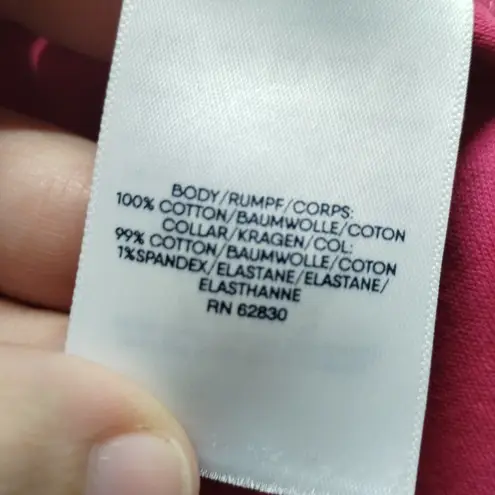 BODY/RUMPF/CORPS:
100% COTTON/BAUMWOLLE/COTON
COLLAR/KRAGEN/COL:
99% COTTON/BAUMWOLLE/COTON
1%SPANDEX/ELASTANE/ELASTANE/
ELASTHANNE
RN 62830